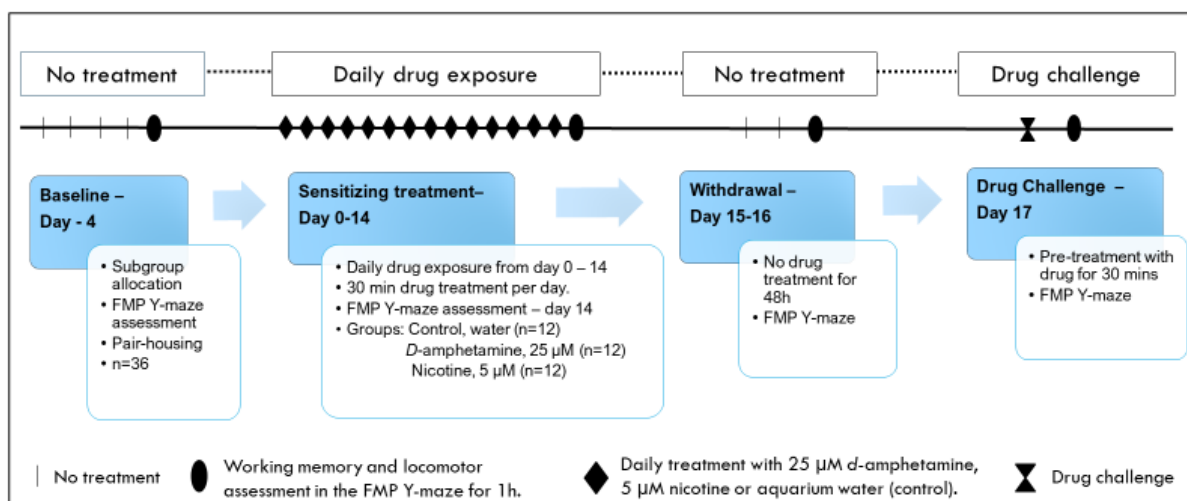 No treatment
Daily drug exposure
No treatment
Drug challenge
Baseline –
Day - 4
• Subgroup
allocation
• FMP Y-maze
assessment
• Pair-housing
• n=36
Sensitizing treatment–
Day 0-14
• Daily drug exposure from day 0 – 14
• 30 min drug treatment per day.
• FMP Y-maze assessment – day 14
• Groups: Control, water (n=12)
D-amphetamine, 25 µM (n=12)
Nicotine, 5 µM (n=12)
Withdrawal –
Day 15-16
• No drug
treatment for
48h
• FMP Y-maze
Drug Challenge –
Day 17
• Pre-treatment with
drug for 30 mins
• FMP Y-maze
No treatment
Working memory and locomotor
assessment in the FMP Y-maze for 1h.
Daily treatment with 25 µM d-amphetamine,
5 µM nicotine or aquarium water (control).
Drug challenge